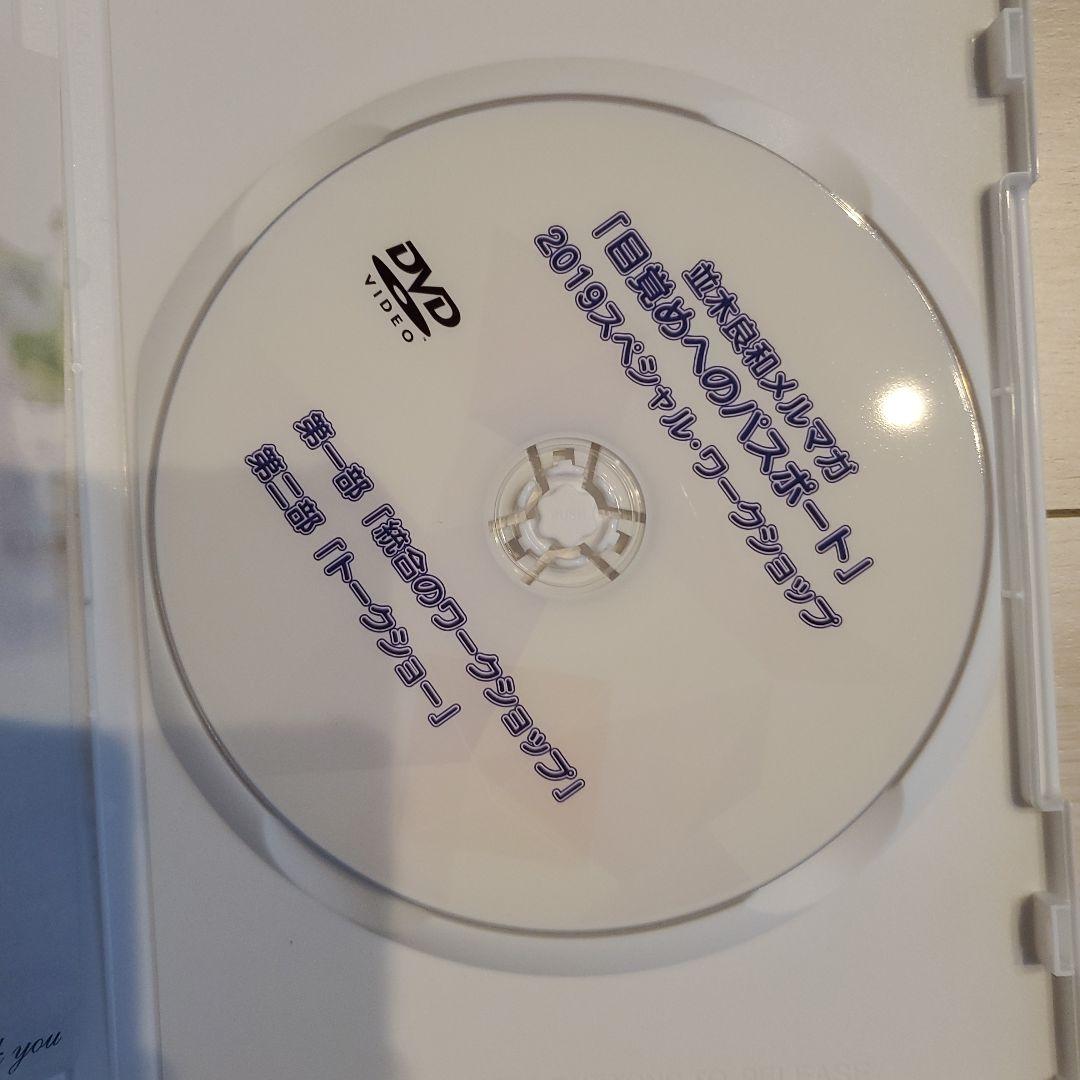 並木良和メルマガ
「目覚めへのパスポート」
2019スペシャル・ワークショップ
DVD
VIDEO
第一部「統合のワークショップ」
第二部「トークショー」
PUSH
you